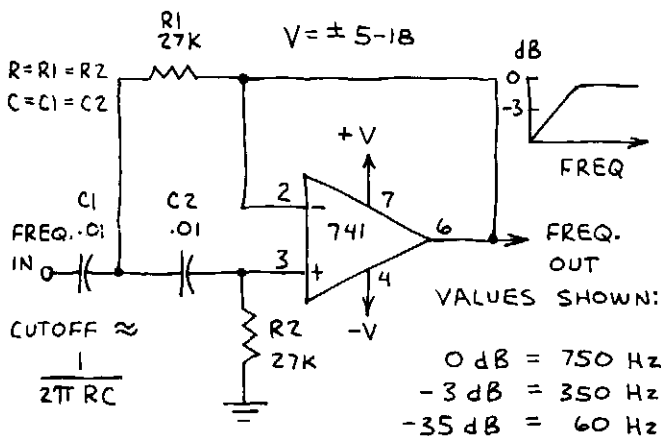 R1
27K
V = ± 5-18
dB
0
-3
FREQ
R=R1=R2
C=C1=C2
+V
C1
.01
C2
.01
2
-
7
741
6
3
+
4
FREQ.
IN
FREQ.
OUT
-V
R2
27K
CUTOFF ≈
1
2π RC
VALUES SHOWN:
0 dB = 750 Hz
-3 dB = 350 Hz
-35 dB = 60 Hz